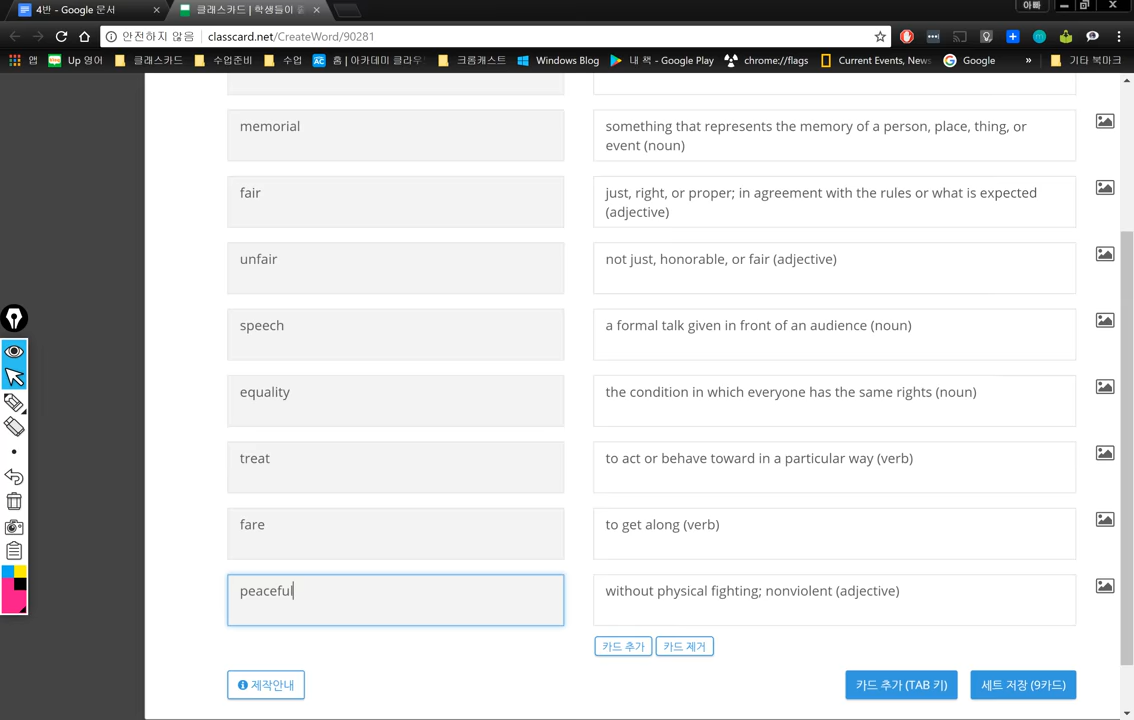 4반 - Google 문서
클래스카드 | 학생들이
아빠
안전하지 않음
classcard.net/CreateWord/90281
앱
Up 영어
클래스카드
수업준비
수업
AC 홈 | 아카데미 클라우
크롬캐스트
Windows Blog
내 책 - Google Play
chrome://flags
Current Events, News
G Google
»
기타 북마크
memorial
something that represents the memory of a person, place, thing, or
event (noun)
fair
just, right, or proper; in agreement with the rules or what is expected
(adjective)
unfair
not just, honorable, or fair (adjective)
speech
a formal talk given in front of an audience (noun)
equality
the condition in which everyone has the same rights (noun)
treat
to act or behave toward in a particular way (verb)
fare
to get along (verb)
peaceful
without physical fighting; nonviolent (adjective)
카드 추가
카드 제거
제작안내
카드 추가 (TAB 키)
세트 저장 (9카드)